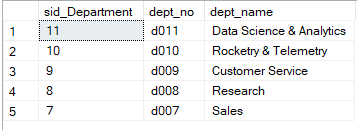 sid_Department dept_no dept_name
1 11 d011 Data Science & Analytics
2 10 d010 Rocketry & Telemetry
3 9 d009 Customer Service
4 8 d008 Research
5 7 d007 Sales